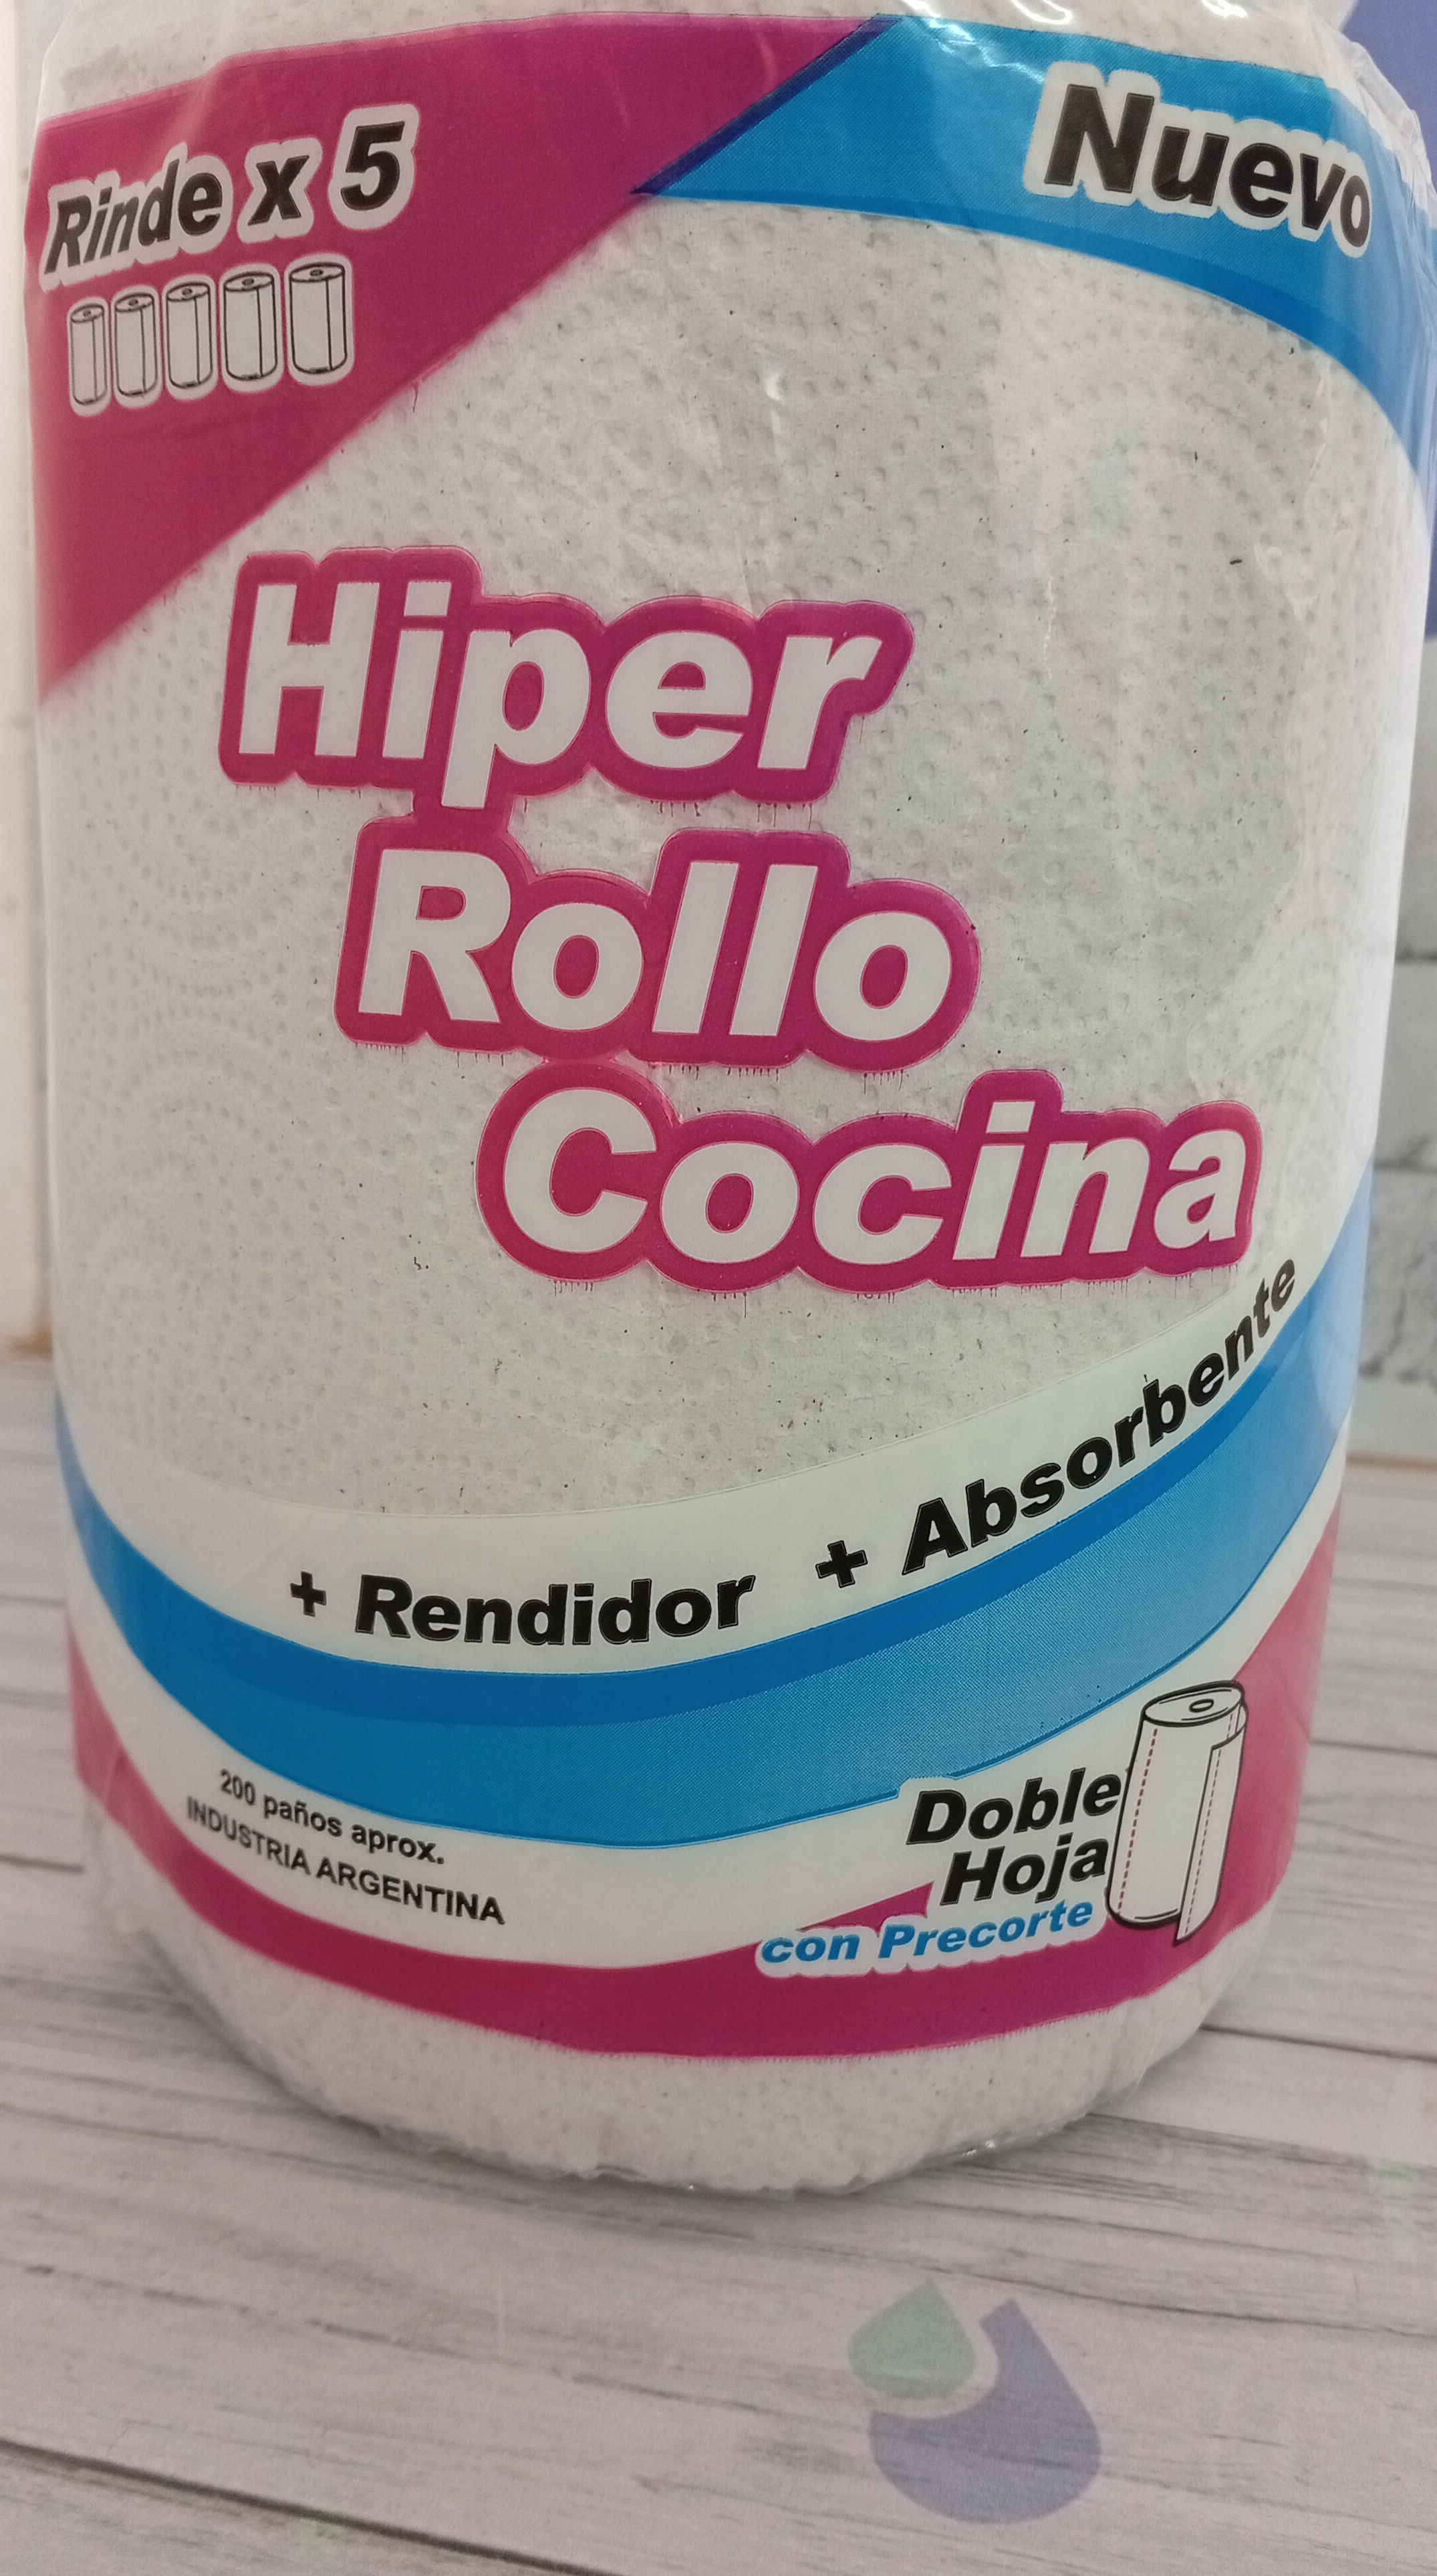 Rinde x 5
Nuevo
Hiper
Rollo
Cocina
+ Rendidor + Absorbente
200 paños aprox.
INDUSTRIA ARGENTINA
Doble
Hoja
con Precorte